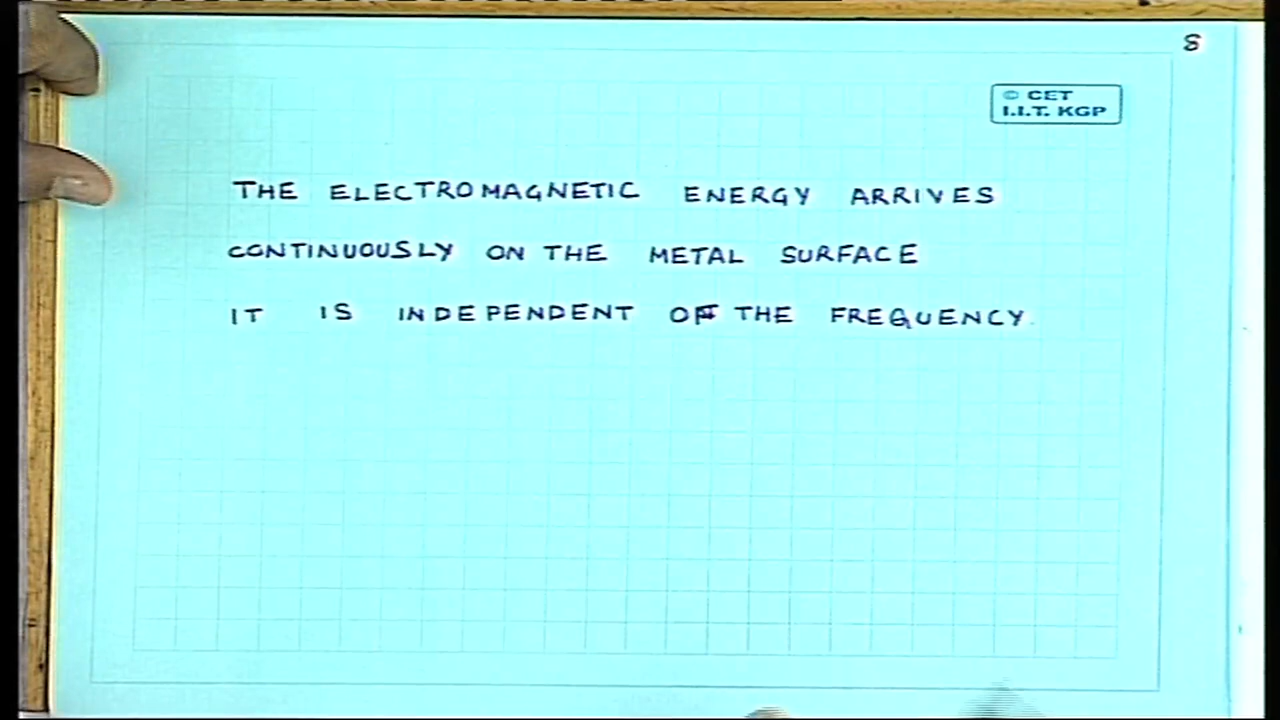 8
© CET
I.I.T. KGP
THE ELECTROMAGNETIC ENERGY ARRIVES
CONTINUOUSLY ON THE METAL SURFACE
IT IS INDEPENDENT OF THE FREQUENCY.